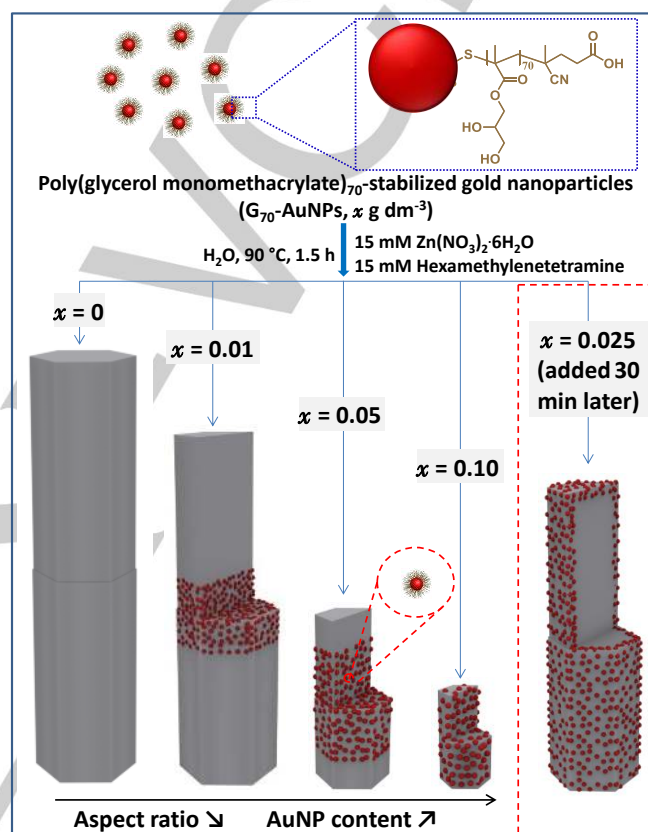 S
70
CN
O
OH
O
O
HO
HO
Poly(glycerol monomethacrylate)₇₀-stabilized gold nanoparticles
(G₇₀-AuNPs, x g dm⁻³)
H₂O, 90 °C, 1.5 h
15 mM Zn(NO₃)₂·6H₂O
15 mM Hexamethylenetetramine
x = 0
x = 0.01
x = 0.05
x = 0.10
x = 0.025
(added 30
min later)
Aspect ratio ↘ AuNP content ↗